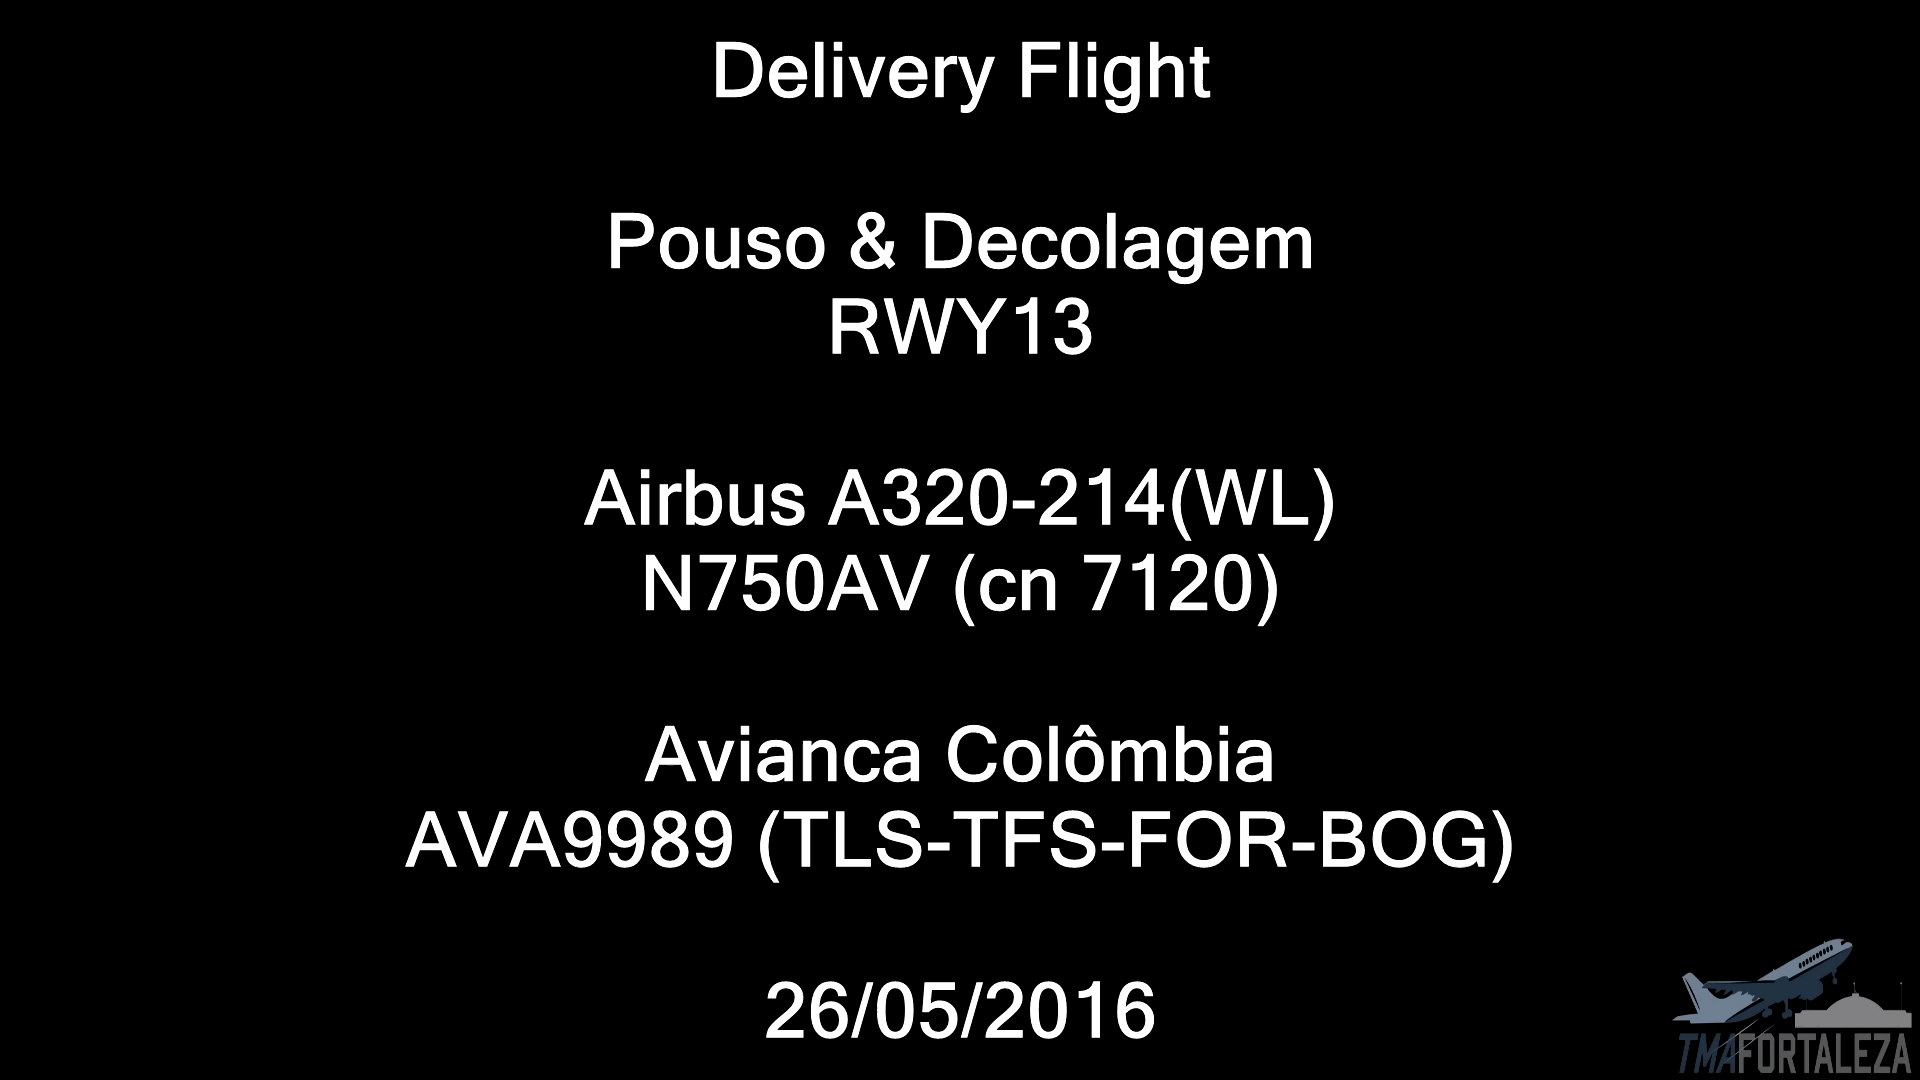 Delivery Flight
Pouso & Decolagem
RWY13
Airbus A320-214(WL)
N750AV (cn 7120)
Avianca Colômbia
AVA9989 (TLS-TFS-FOR-BOG)
26/05/2016
TMAFORTALEZA